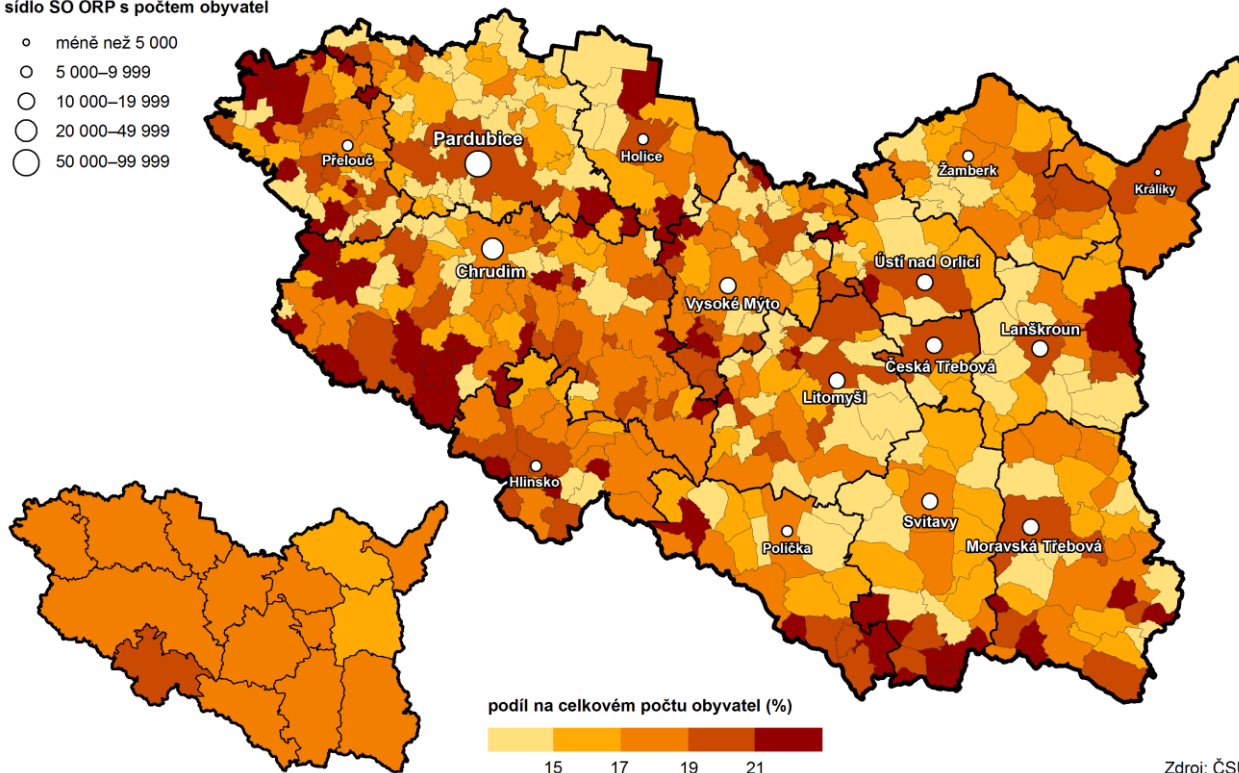 sídlo SO ORP s počtem obyvatel
méně než 5 000
5 000–9 999
10 000–19 999
20 000–49 999
50 000–99 999
Pardubice
Přelouč
Holice
Žamberk
Králíky
Chrudim
Ústí nad Orlicí
Vysoké Mýto
Lanškroun
Česká Třebová
Litomyšl
Hlinsko
Svitavy
Polička
Moravská Třebová
podíl na celkovém počtu obyvatel (%)
15 17 19 21
Zdroj: ČSÚ